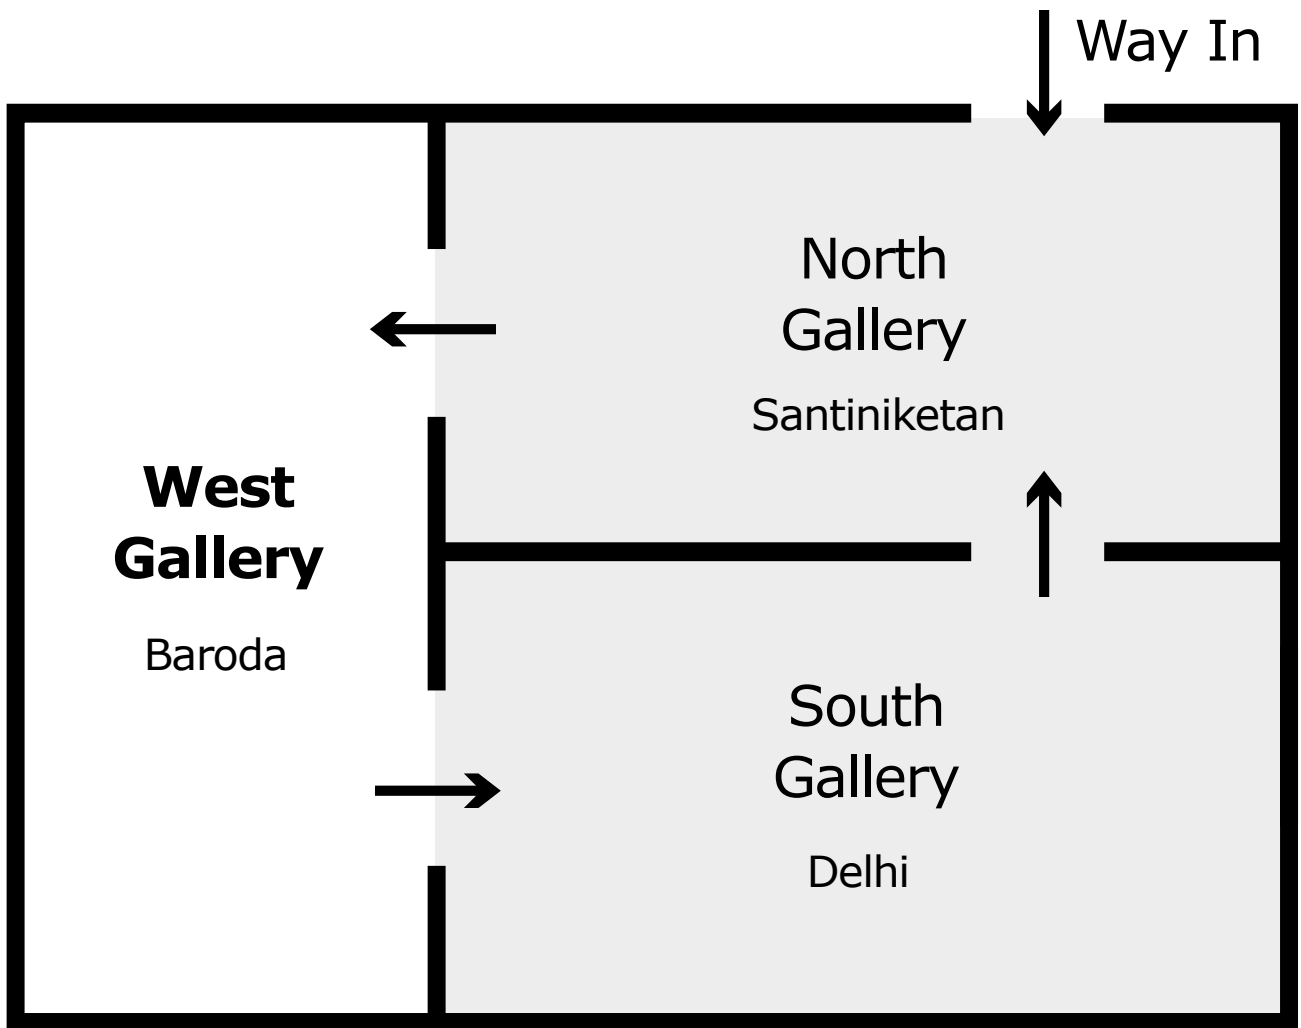 Way In
North
Gallery
Santiniketan
West
Gallery
Baroda
South
Gallery
Delhi